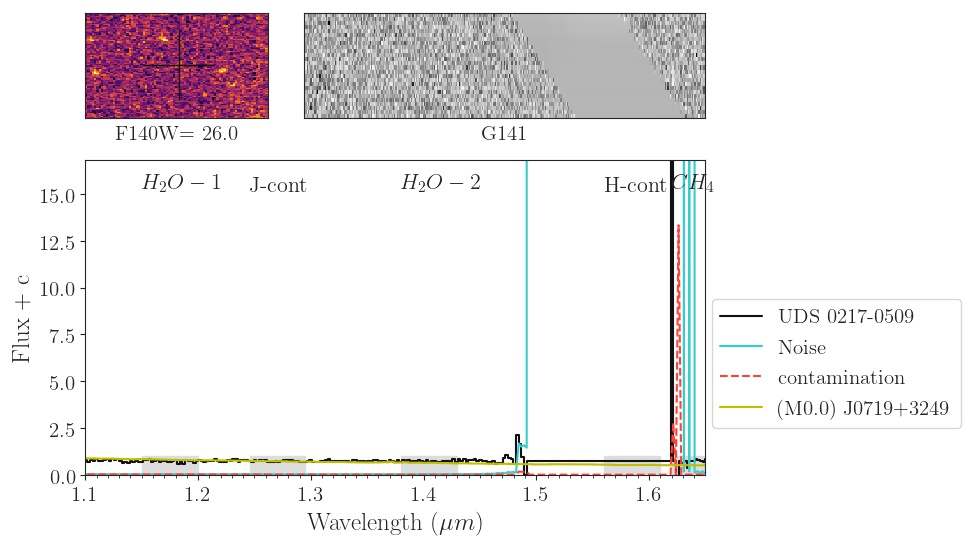 F140W= 26.0
G141
H₂O − 1
J-cont
H₂O − 2
H-cont
CH₄
15.0
12.5
10.0
7.5
5.0
2.5
0.0
Flux + c
1.1
1.2
1.3
1.4
1.5
1.6
Wavelength (μm)
UDS 0217-0509
Noise
contamination
(M0.0) J0719+3249